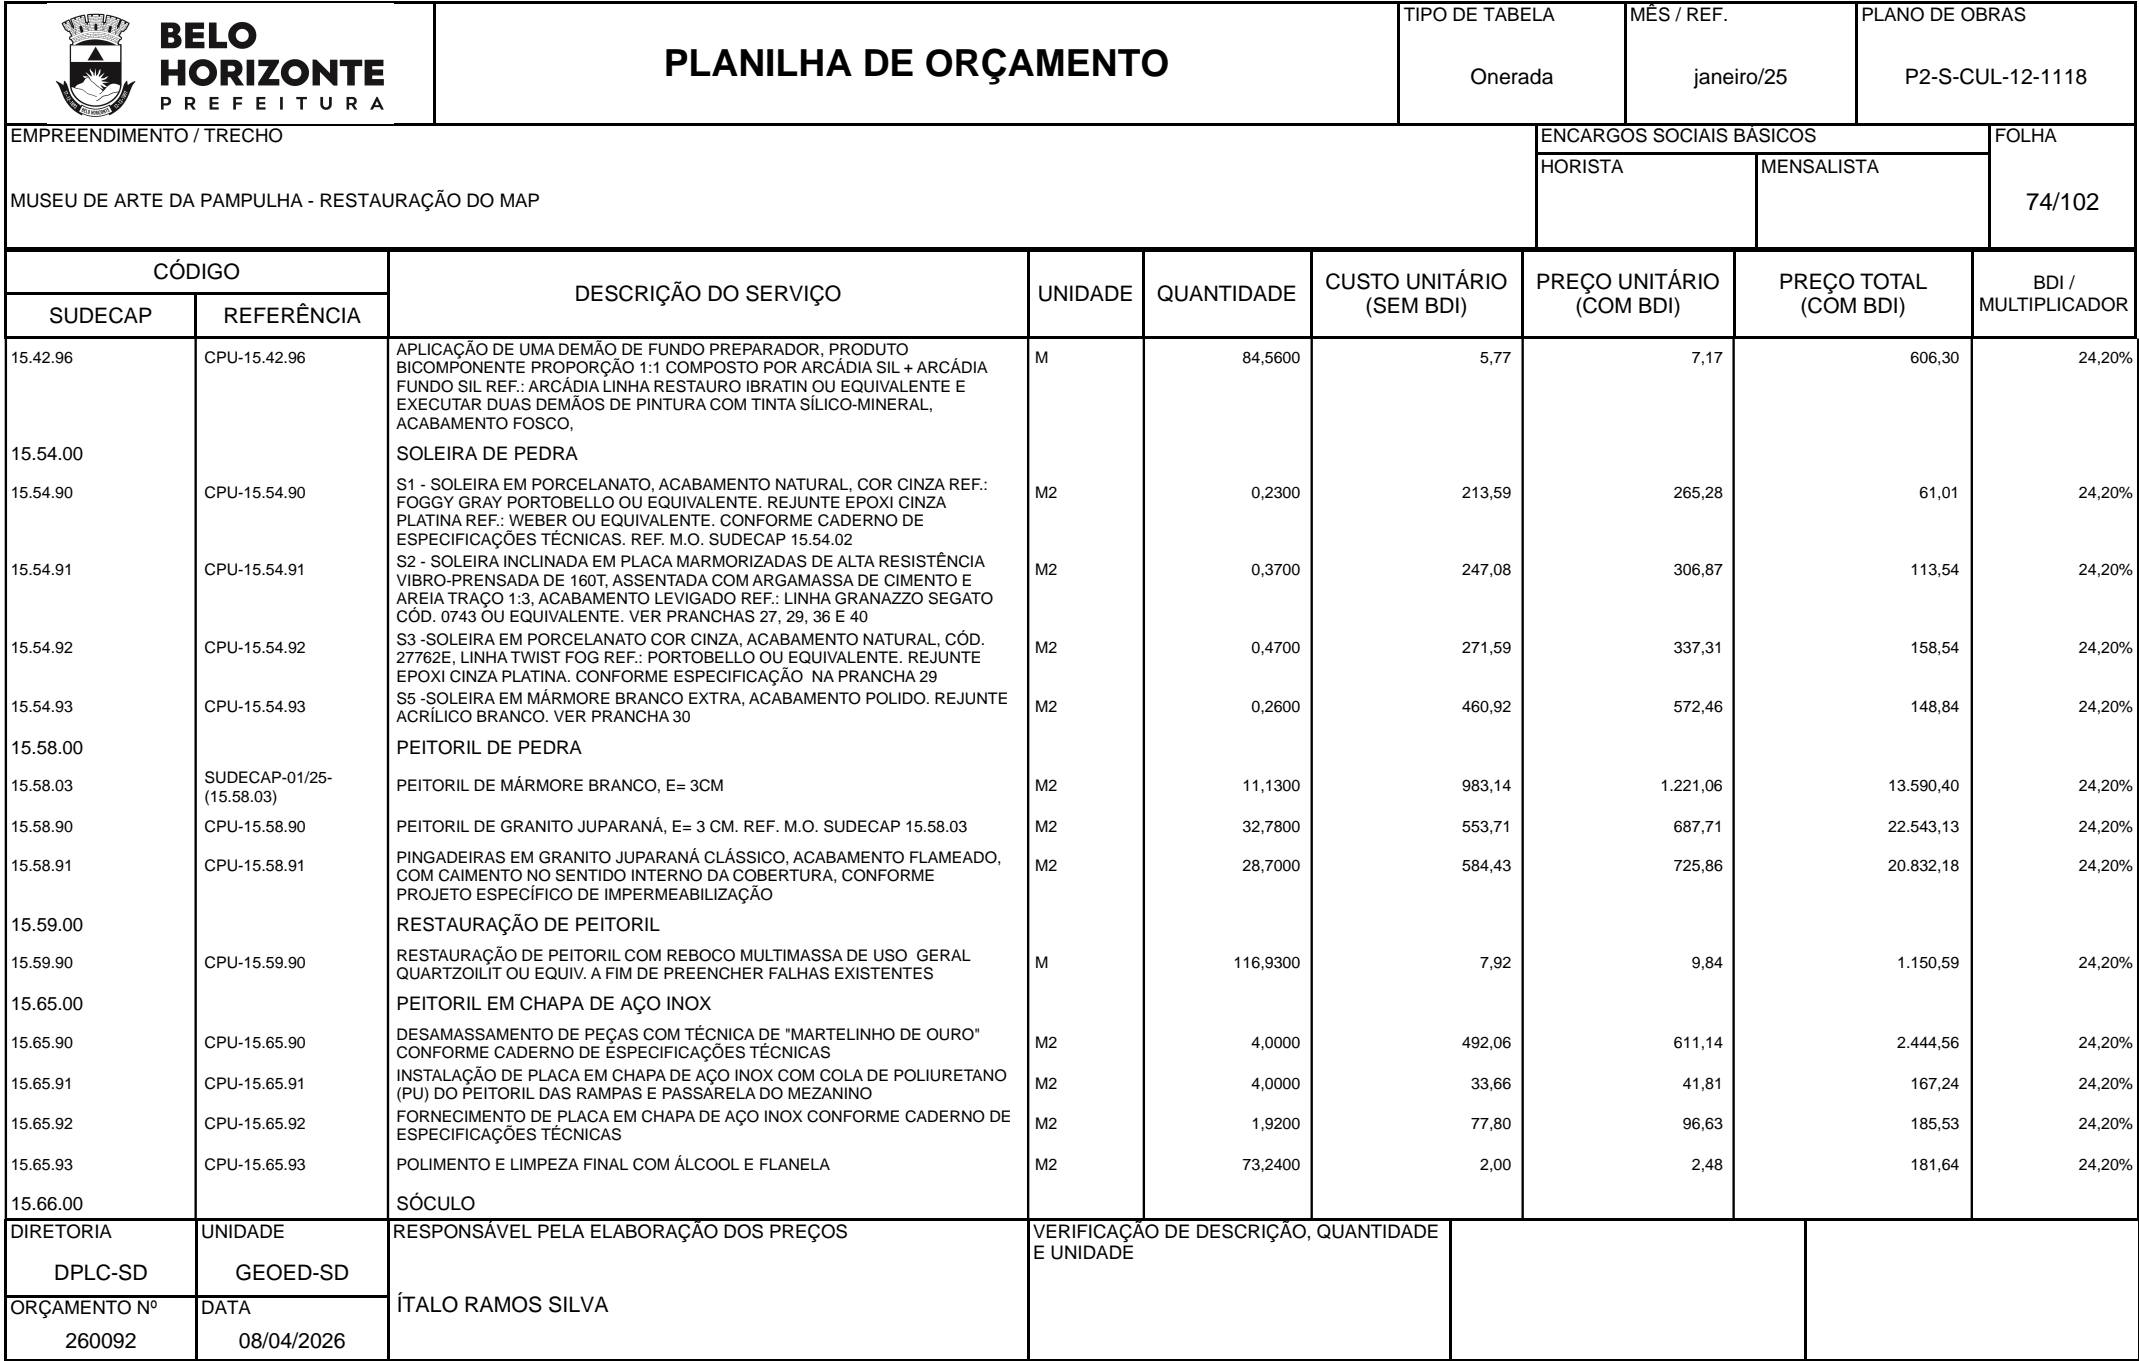 BELO
HORIZONTE
PREFEITURA
PLANILHA DE ORÇAMENTO
TIPO DE TABELA
Onerada
MÊS / REF.
janeiro/25
PLANO DE OBRAS
P2-S-CUL-12-1118
EMPREENDIMENTO / TRECHO
MUSEU DE ARTE DA PAMPULHA - RESTAURAÇÃO DO MAP
ENCARGOS SOCIAIS BÁSICOS
HORISTA
MENSALISTA
FOLHA
74/102
CÓDIGO
SUDECAP
REFERÊNCIA
DESCRIÇÃO DO SERVIÇO
UNIDADE
QUANTIDADE
CUSTO UNITÁRIO
(SEM BDI)
PREÇO UNITÁRIO
(COM BDI)
PREÇO TOTAL
(COM BDI)
BDI /
MULTIPLICADOR
15.42.96 CPU-15.42.96 APLICAÇÃO DE UMA DEMÃO DE FUNDO PREPARADOR, PRODUTO M 84,5600 5,77 7,17 606,30 24,20%
BICOMPONENTE PROPORÇÃO 1:1 COMPOSTO POR ARCÁDIA SIL + ARCÁDIA
FUNDO SIL REF.: ARCÁDIA LINHA RESTAURO IBRATIN OU EQUIVALENTE E
EXECUTAR DUAS DEMÃOS DE PINTURA COM TINTA SÍLICO-MINERAL,
ACABAMENTO FOSCO,
15.54.00 SOLEIRA DE PEDRA
15.54.90 CPU-15.54.90 S1 - SOLEIRA EM PORCELANATO, ACABAMENTO NATURAL, COR CINZA REF.: M2 0,2300 213,59 265,28 61,01 24,20%
FOGGY GRAY PORTOBELLO OU EQUIVALENTE. REJUNTE EPOXI CINZA
PLATINA REF.: WEBER OU EQUIVALENTE. CONFORME CADERNO DE
ESPECIFICAÇÕES TÉCNICAS. REF. M.O. SUDECAP 15.54.02
15.54.91 CPU-15.54.91 S2 - SOLEIRA INCLINADA EM PLACA MARMORIZADAS DE ALTA RESISTÊNCIA M2 0,3700 247,08 306,87 113,54 24,20%
VIBRO-PRENSADA DE 160T, ASSENTADA COM ARGAMASSA DE CIMENTO E
AREIA TRAÇO 1:3, ACABAMENTO LEVIGADO REF.: LINHA GRANAZZO SEGATO
CÓD. 0743 OU EQUIVALENTE. VER PRANCHAS 27, 29, 36 E 40
15.54.92 CPU-15.54.92 S3 -SOLEIRA EM PORCELANATO COR CINZA, ACABAMENTO NATURAL, CÓD. M2 0,4700 271,59 337,31 158,54 24,20%
27762E, LINHA TWIST FOG REF.: PORTOBELLO OU EQUIVALENTE. REJUNTE
EPOXI CINZA PLATINA. CONFORME ESPECIFICAÇÃO  NA PRANCHA 29
15.54.93 CPU-15.54.93 S5 -SOLEIRA EM MÁRMORE BRANCO EXTRA, ACABAMENTO POLIDO. REJUNTE M2 0,2600 460,92 572,46 148,84 24,20%
ACRÍLICO BRANCO. VER PRANCHA 30
15.58.00 PEITORIL DE PEDRA
15.58.03 SUDECAP-01/25- PEITORIL DE MÁRMORE BRANCO, E= 3CM M2 11,1300 983,14 1.221,06 13.590,40 24,20%
(15.58.03)
15.58.90 CPU-15.58.90 PEITORIL DE GRANITO JUPARANÁ, E= 3 CM. REF. M.O. SUDECAP 15.58.03 M2 32,7800 553,71 687,71 22.543,13 24,20%
15.58.91 CPU-15.58.91 PINGADEIRAS EM GRANITO JUPARANÁ CLÁSSICO, ACABAMENTO FLAMEADO, M2 28,7000 584,43 725,86 20.832,18 24,20%
COM CAIMENTO NO SENTIDO INTERNO DA COBERTURA, CONFORME
PROJETO ESPECÍFICO DE IMPERMEABILIZAÇÃO
15.59.00 RESTAURAÇÃO DE PEITORIL
15.59.90 CPU-15.59.90 RESTAURAÇÃO DE PEITORIL COM REBOCO MULTIMASSA DE USO  GERAL M 116,9300 7,92 9,84 1.150,59 24,20%
QUARTZOILIT OU EQUIV. A FIM DE PREENCHER FALHAS EXISTENTES
15.65.00 PEITORIL EM CHAPA DE AÇO INOX
15.65.90 CPU-15.65.90 DESAMASSAMENTO DE PEÇAS COM TÉCNICA DE "MARTELINHO DE OURO" M2 4,0000 492,06 611,14 2.444,56 24,20%
CONFORME CADERNO DE ESPECIFICAÇÕES TÉCNICAS
15.65.91 CPU-15.65.91 INSTALAÇÃO DE PLACA EM CHAPA DE AÇO INOX COM COLA DE POLIURETANO M2 4,0000 33,66 41,81 167,24 24,20%
(PU) DO PEITORIL DAS RAMPAS E PASSARELA DO MEZANINO
15.65.92 CPU-15.65.92 FORNECIMENTO DE PLACA EM CHAPA DE AÇO INOX CONFORME CADERNO DE M2 1,9200 77,80 96,63 185,53 24,20%
ESPECIFICAÇÕES TÉCNICAS
15.65.93 CPU-15.65.93 POLIMENTO E LIMPEZA FINAL COM ÁLCOOL E FLANELA M2 73,2400 2,00 2,48 181,64 24,20%
15.66.00 SÓCULO
DIRETORIA
DPLC-SD
UNIDADE
GEOED-SD
RESPONSÁVEL PELA ELABORAÇÃO DOS PREÇOS
ÍTALO RAMOS SILVA
VERIFICAÇÃO DE DESCRIÇÃO, QUANTIDADE
E UNIDADE
ORÇAMENTO Nº
260092
DATA
08/04/2026